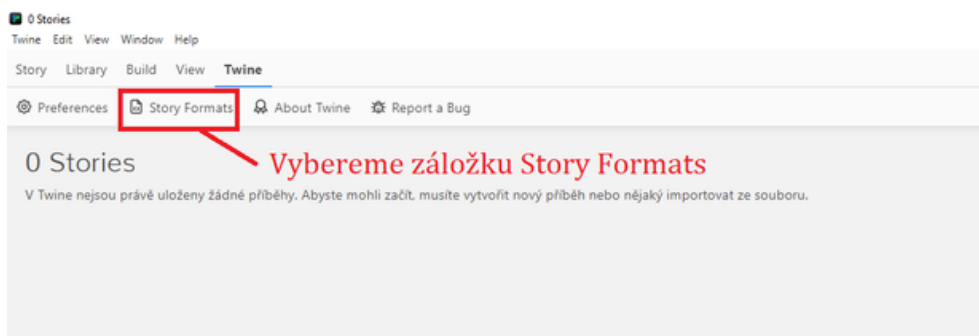 0 Stories
Twine Edit View Window Help
Story Library Build View Twine
Preferences Story Formats About Twine Report a Bug
0 Stories
Vybereme záložku Story Formats
V Twine nejsou právě uloženy žádné příběhy. Abyste mohli začít, musíte vytvořit nový příběh nebo nějaký importovat ze souboru.